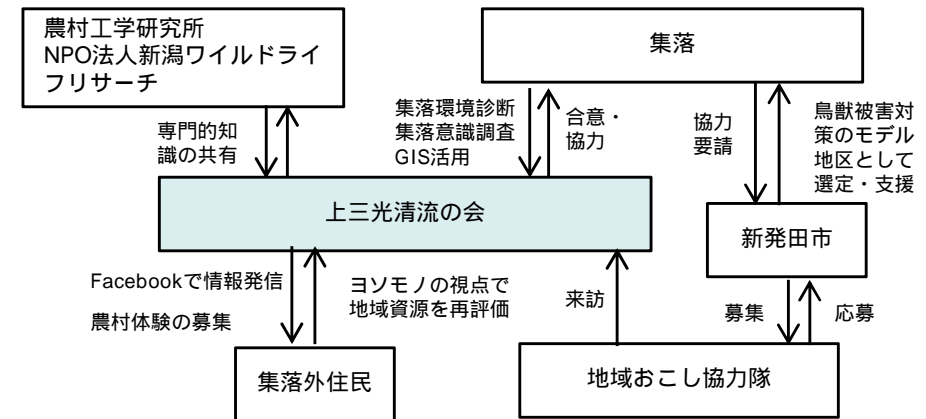 農村工学研究所
NPO法人新潟ワイルドライ
フリサーチ
集落
専門的知
識の共有
集落環境診断
集落意識調査
GIS活用
合意・
協力
協力
要請
鳥獣被害対
策のモデル
地区として
選定・支援
上三光清流の会
新発田市
Facebookで情報発信
農村体験の募集
ヨソモノの視点で
地域資源を再評価
来訪
募集
応募
集落外住民
地域おこし協力隊